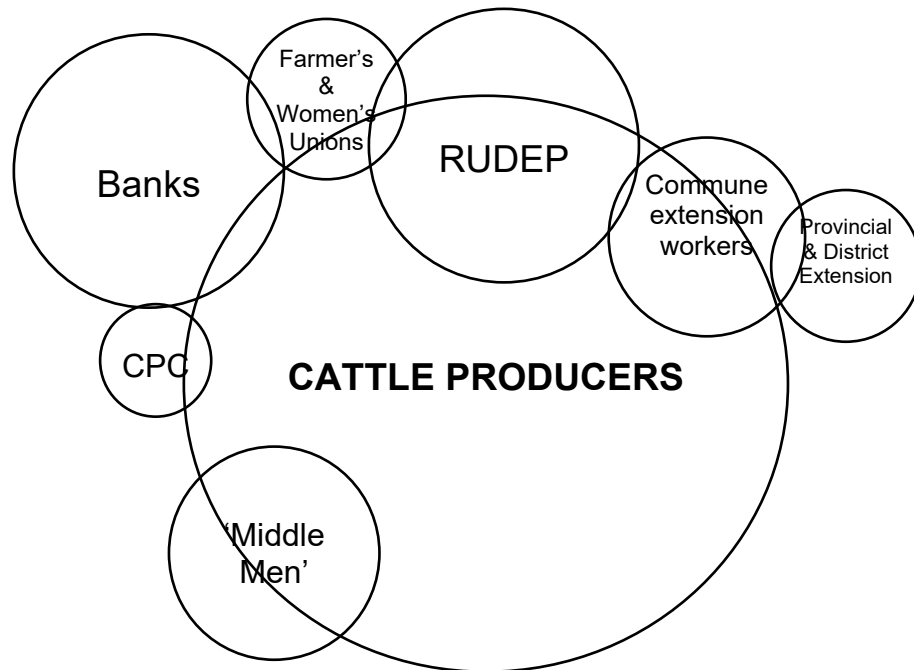 Farmer’s
&
Women’s
Unions
Banks
RUDEP
Commune
extension
workers
Provincial
& District
Extension
CPC
CATTLE PRODUCERS
‘Middle
Men’